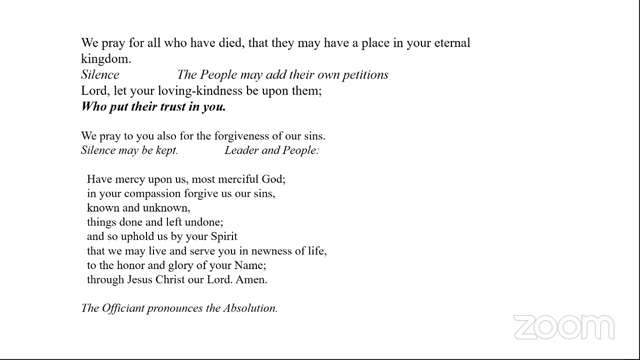 We pray for all who have died, that they may have a place in your eternal
kingdom.
Silence The People may add their own petitions
Lord, let your loving-kindness be upon them;
Who put their trust in you.
We pray to you also for the forgiveness of our sins.
Silence may be kept. Leader and People:
Have mercy upon us, most merciful God;
in your compassion forgive us our sins,
known and unknown,
things done and left undone;
and so uphold us by your Spirit
that we may live and serve you in newness of life,
to the honor and glory of your Name;
through Jesus Christ our Lord. Amen.
The Officiant pronounces the Absolution.
zoom